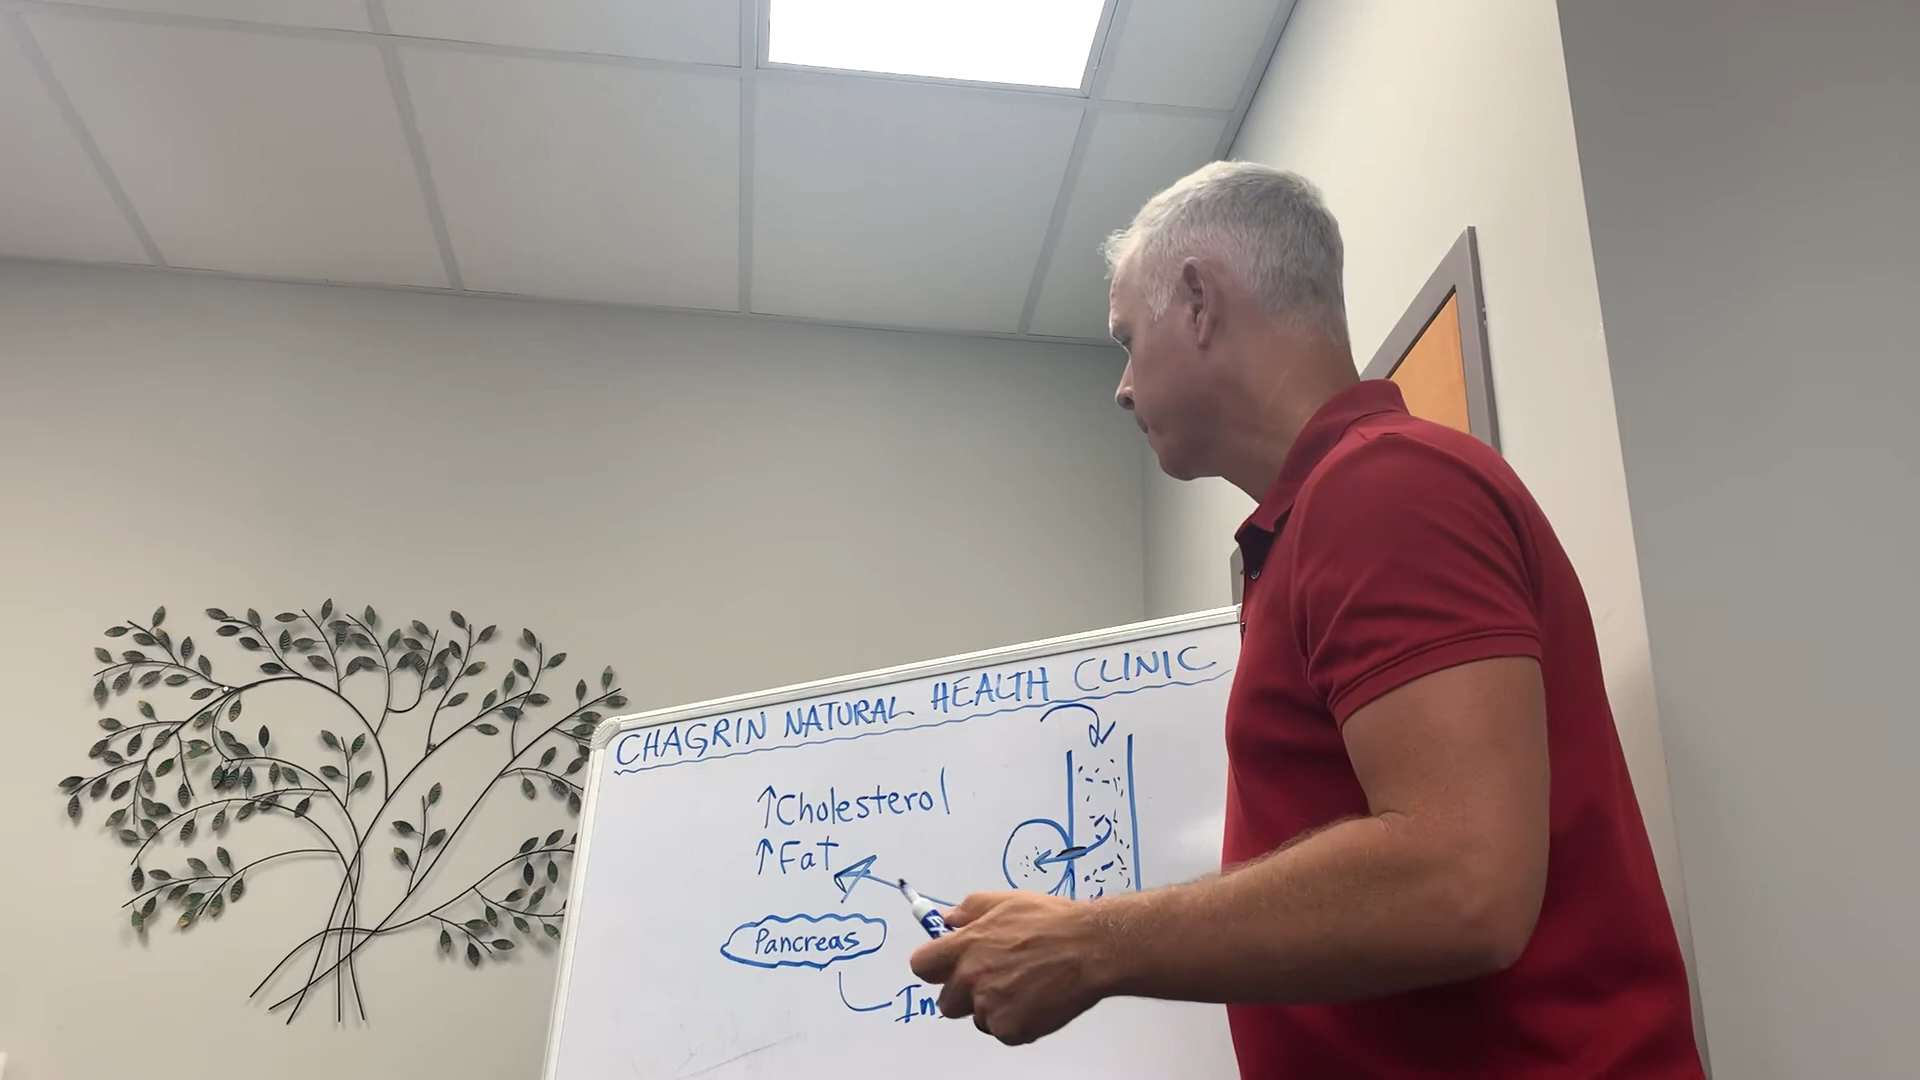 CHAGRIN NATURAL HEALTH CLINIC
↑Cholesterol
↑Fat
Pancreas